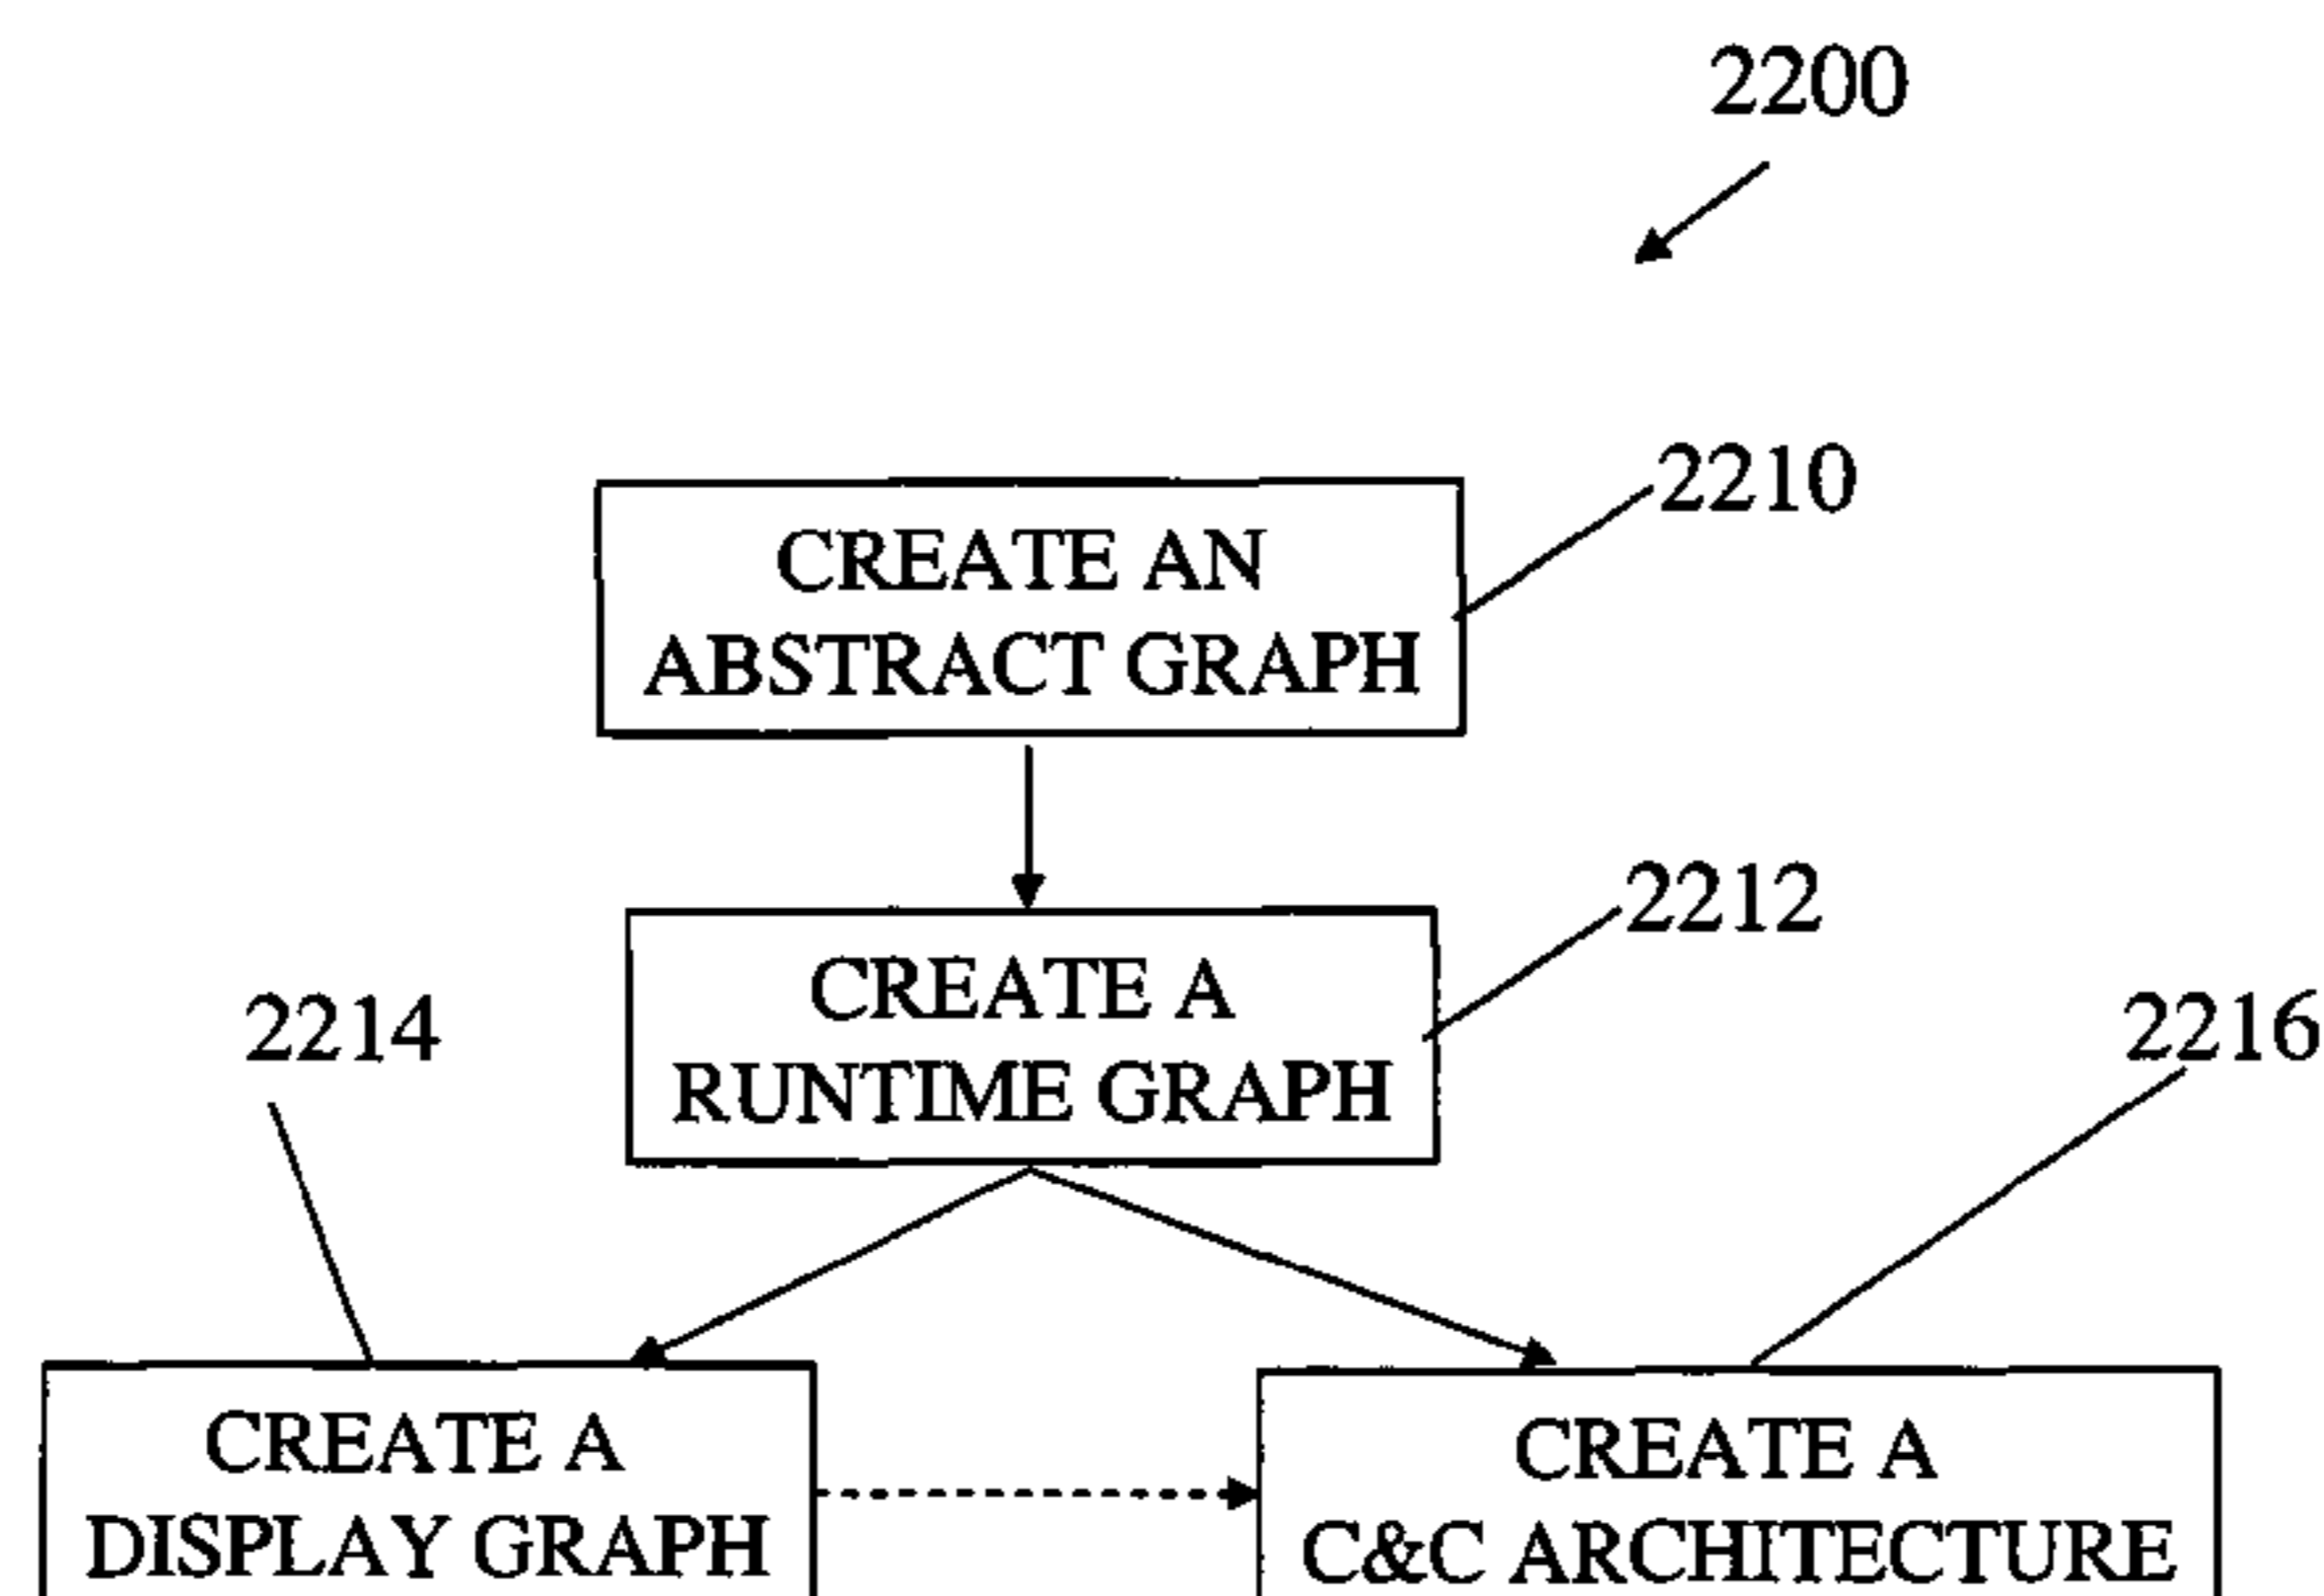 2200
2210
CREATE AN
ABSTRACT GRAPH
2212
CREATE A
RUNTIME GRAPH
2214
2216
CREATE A
DISPLAY GRAPH
CREATE A
C&C ARCHITECTURE